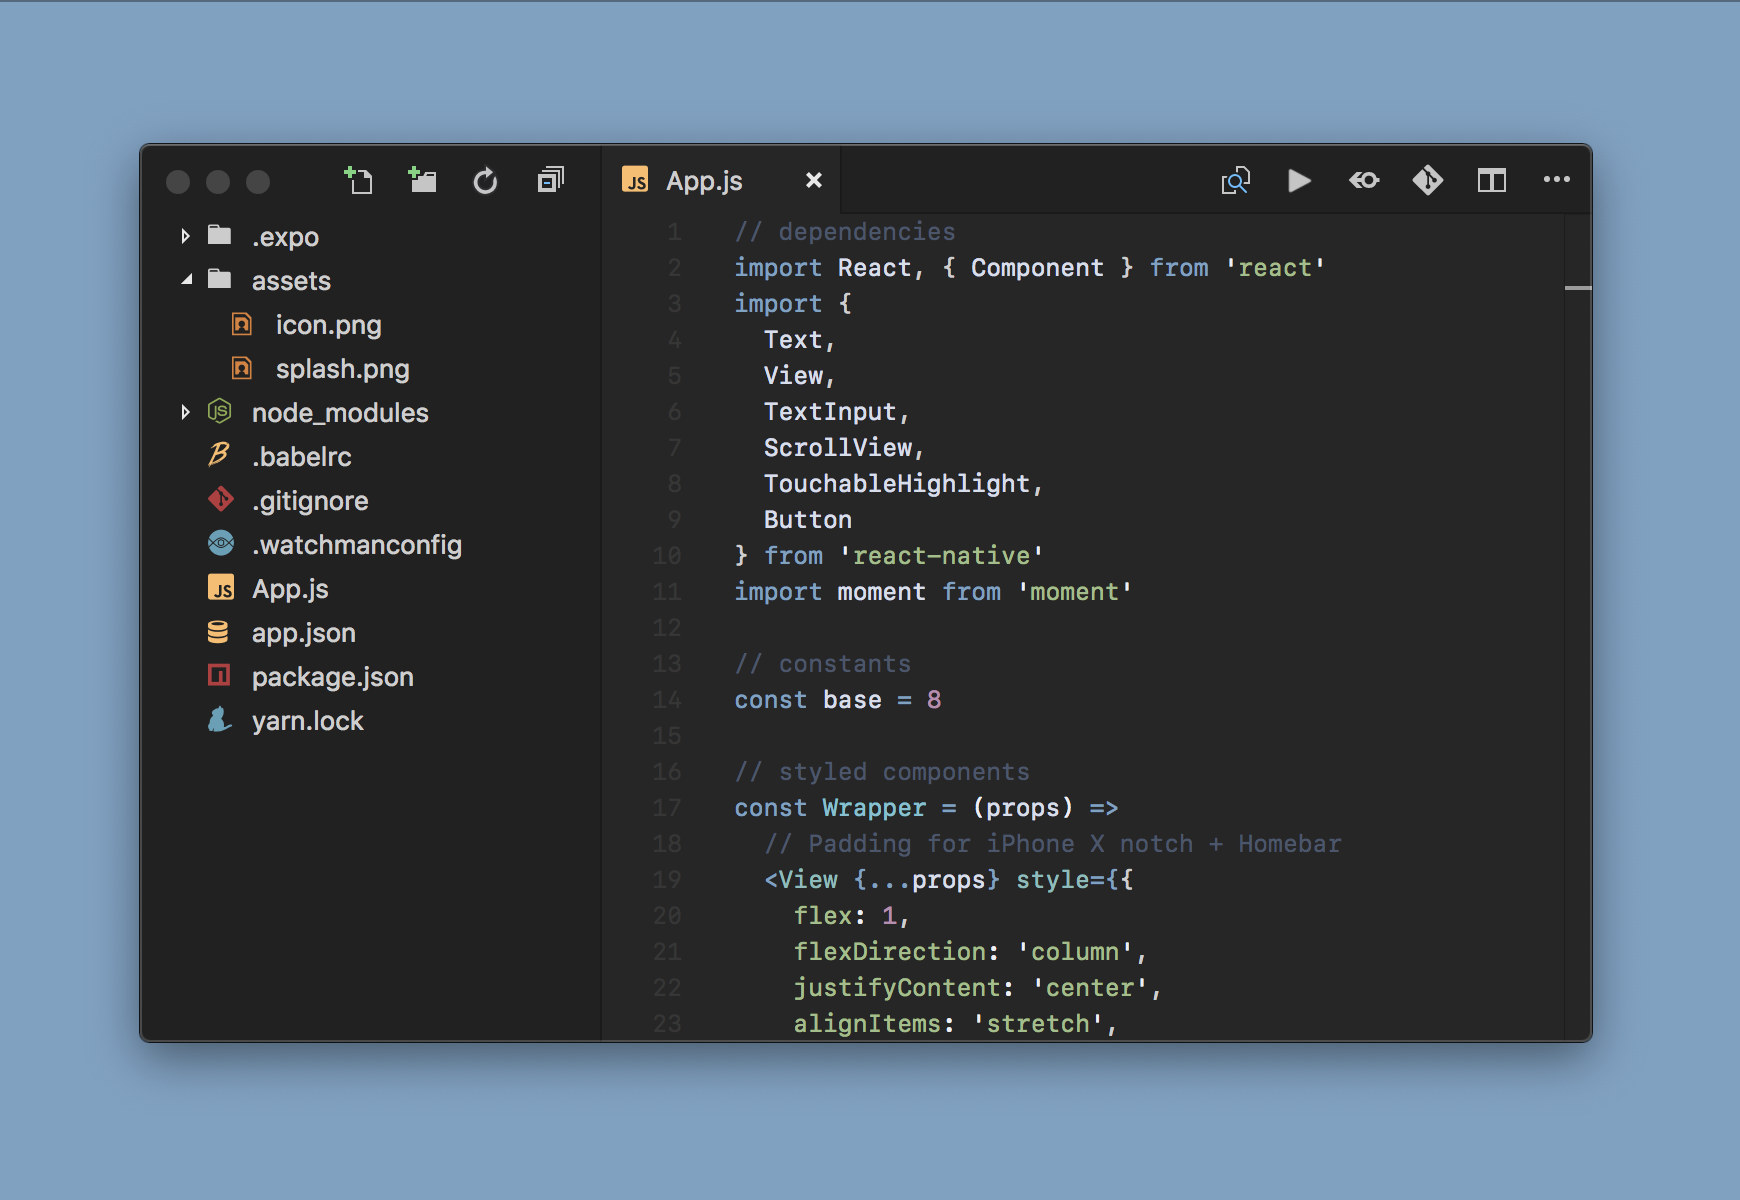 .expo
assets
icon.png
splash.png
node_modules
.babelrc
.gitignore
.watchmanconfig
JS App.js
app.json
package.json
yarn.lock
JS App.js
1 // dependencies
2 import React, { Component } from 'react'
3 import {
4   Text,
5   View,
6   TextInput,
7   ScrollView,
8   TouchableHighlight,
9   Button
10 } from 'react-native'
11 import moment from 'moment'
12
13 // constants
14 const base = 8
15
16 // styled components
17 const Wrapper = (props) =>
18   // Padding for iPhone X notch + Homebar
19   <View {...props} style={{
20     flex: 1,
21     flexDirection: 'column',
22     justifyContent: 'center',
23     alignItems: 'stretch',